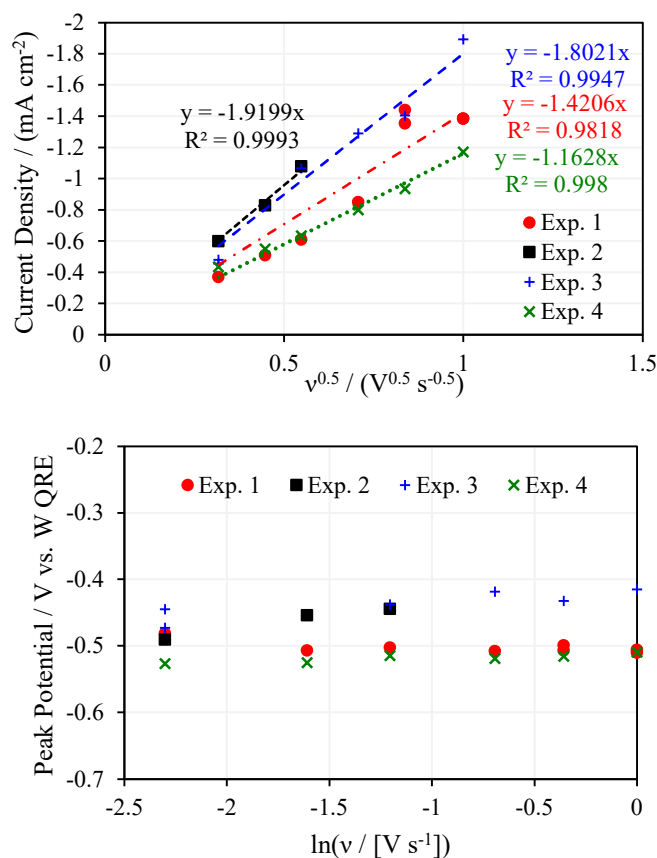 -2
-1.8
-1.6
-1.4
-1.2
-1
-0.8
-0.6
-0.4
-0.2
0
Current Density / (mA cm⁻²)
y = -1.9199x
R² = 0.9993
y = -1.8021x
R² = 0.9947
y = -1.4206x
R² = 0.9818
y = -1.1628x
R² = 0.998
Exp. 1
Exp. 2
Exp. 3
Exp. 4
0 0.5 1 1.5
ν⁰·⁵ / (V⁰·⁵ s⁻⁰·⁵)
-0.2
-0.3
-0.4
-0.5
-0.6
-0.7
Peak Potential / V vs. W QRE
Exp. 1 Exp. 2 Exp. 3 Exp. 4
-2.5 -2 -1.5 -1 -0.5 0
ln(ν / [V s⁻¹)